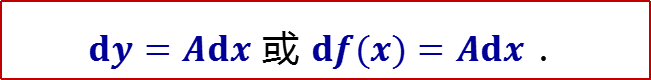 dy = Adx 或 df(x) = Adx .